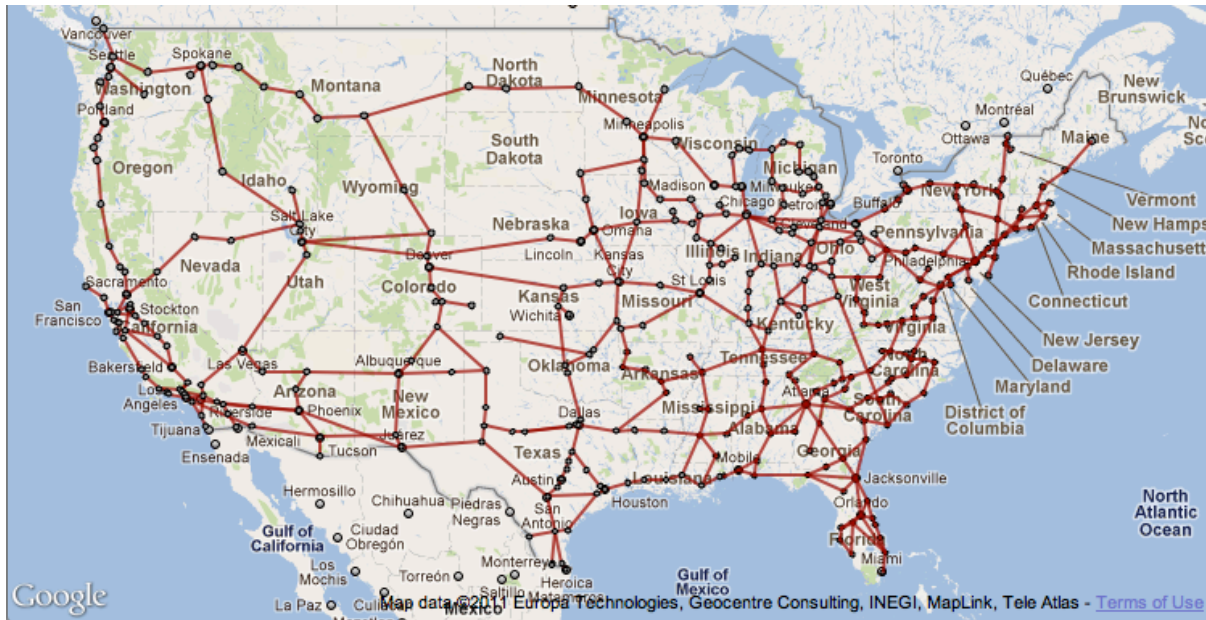 Vancouver
Seattle
Spokane
Washington
Portland
Montana
North
Dakota
Minnesota
Minneapolis
Québec
New
Brunswick
Montréal
Ottawa
Maine
Oregon
Idaho
Wyoming
South
Dakota
Wisconsin
Michigan
Toronto
Madison
Milwaukee
Detroit
Buffalo
New York
Vermont
New Hamps
Massachusett
Rhode Island
Connecticut
New Jersey
Delaware
Maryland
District of
Columbia
Salt Lake
City
Nebraska
Iowa
Omaha
Lincoln
Chicago
Cleveland
Pennsylvania
Philadelphia
Nevada
Utah
Denver
Colorado
Kansas
City
Illinois
Indiana
Ohio
Sacramento
San
Francisco
Stockton
California
Kansas
Wichita
Missouri
St Louis
West
Virginia
Virginia
Kentucky
Bakersfield
Las Vegas
Albuquerque
Oklahoma
Arkansas
Tennessee
North
Carolina
Los
Angeles
Riverside
Arizona
Phoenix
New
Mexico
Dallas
Mississippi
Alabama
Atlanta
South
Carolina
Tijuana
Mexicali
Tucson
Juárez
Ensenada
Texas
Georgia
Austin
Louisiana
Mobile
Jacksonville
Hermosillo
Chihuahua
Piedras
Negras
San
Antonio
Houston
Orlando
North
Atlantic
Ocean
Gulf of
California
Ciudad
Obregón
Florida
Miami
Los
Mochis
Torreón
Monterrey
Saltillo
Heroica
Matamoros
Gulf of
Mexico
Google
La Paz
Mexico
Map data ©2011 Europa Technologies, Geocentre Consulting, INEGI, MapLink, Tele Atlas - Terms of Use